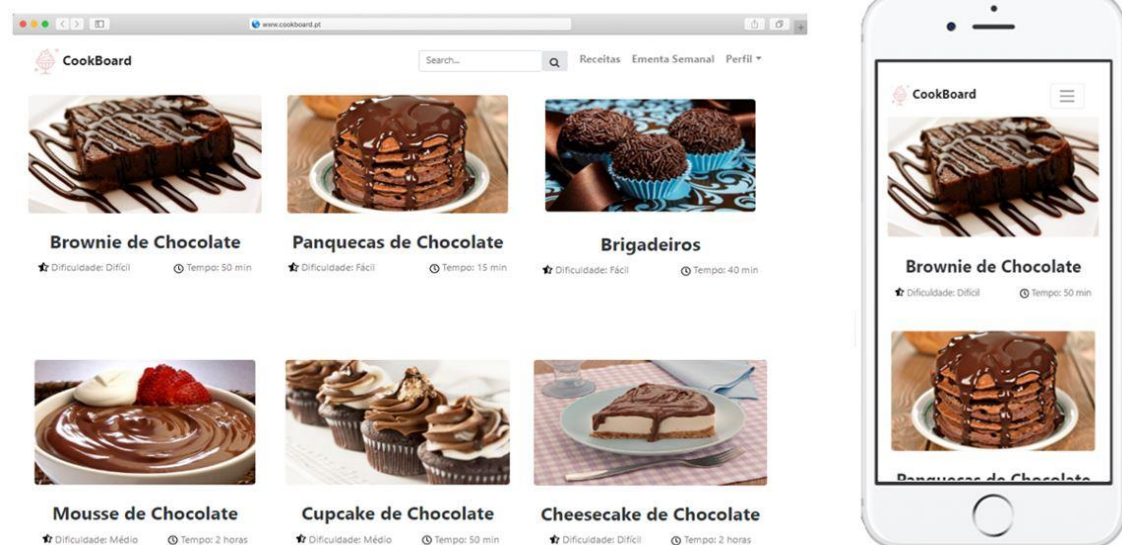 www.cookboard.pt
CookBoard
Search...
Receitas Ementa Semanal Perfil
Brownie de Chocolate
Dificuldade: Difícil Tempo: 50 min
Panquecas de Chocolate
Dificuldade: Fácil Tempo: 15 min
Brigadeiros
Dificuldade: Fácil Tempo: 40 min
Mousse de Chocolate
Dificuldade: Médio Tempo: 2 horas
Cupcake de Chocolate
Dificuldade: Médio Tempo: 50 min
Cheesecake de Chocolate
Dificuldade: Difícil Tempo: 2 horas
CookBoard
Brownie de Chocolate
Dificuldade: Difícil Tempo: 50 min
Panquecas de Chocolate